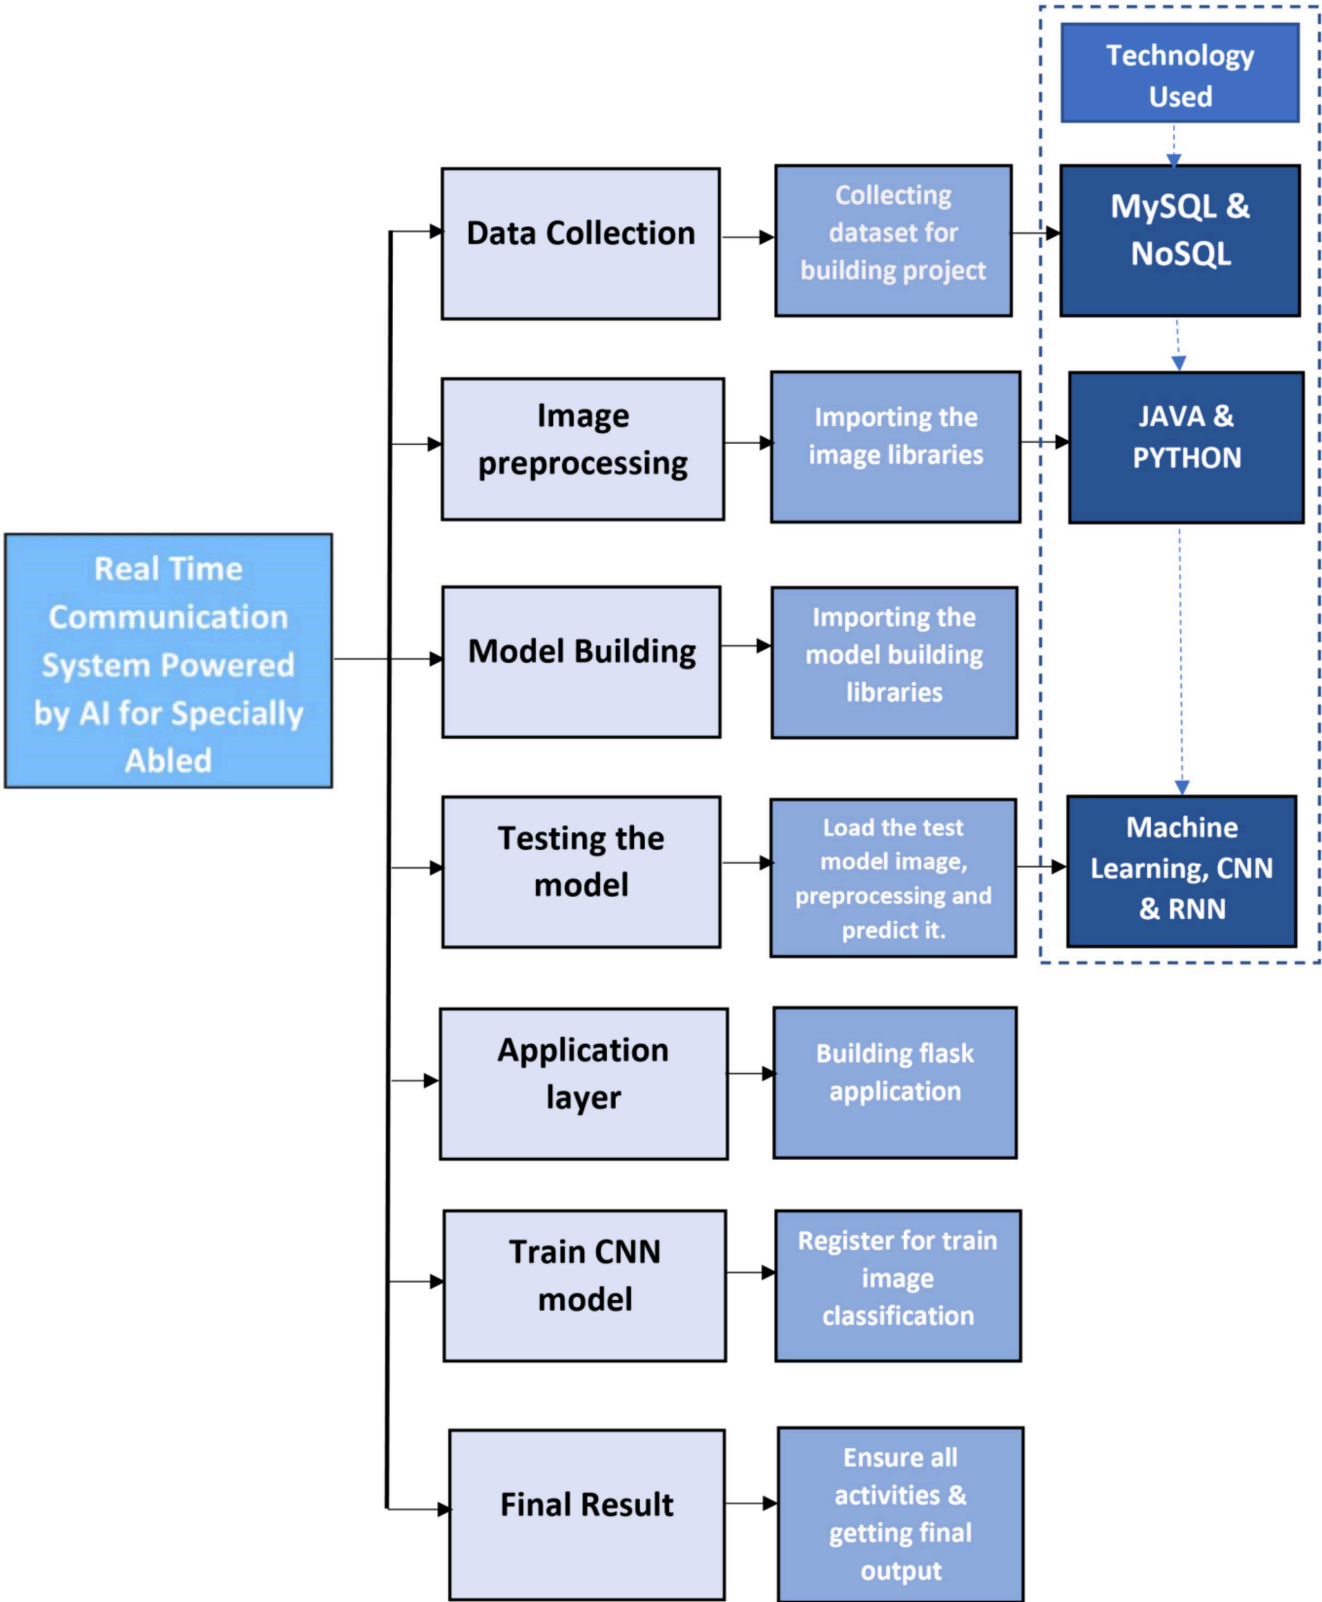 Technology
Used
Data Collection
Collecting
dataset for
building project
MySQL &
NoSQL
Image
preprocessing
Importing the
image libraries
JAVA &
PYTHON
Real Time
Communication
System Powered
by AI for Specially
Abled
Model Building
Importing the
model building
libraries
Testing the
model
Load the test
model image,
preprocessing and
predict it.
Machine
Learning, CNN
& RNN
Application
layer
Building flask
application
Train CNN
model
Register for train
image
classification
Final Result
Ensure all
activities &
getting final
output